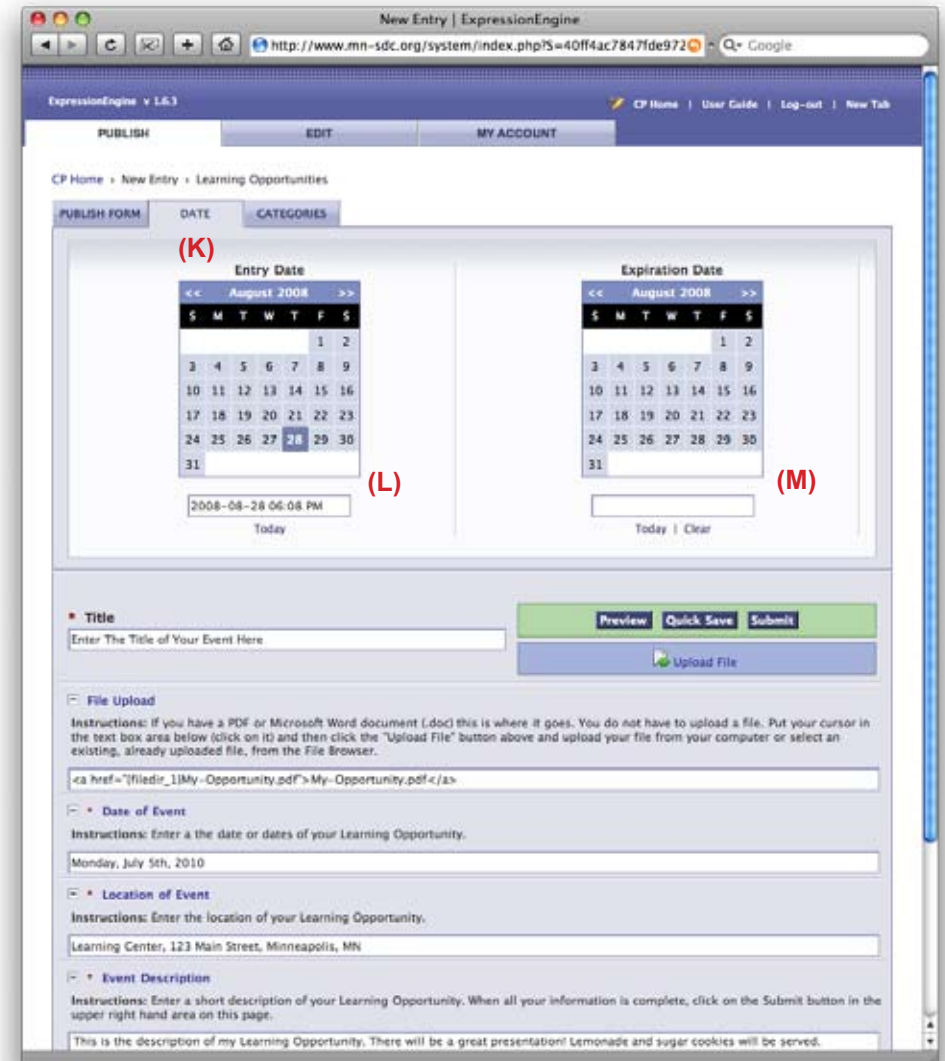 New Entry | ExpressionEngine
http://www.mn-sdc.org/system/index.php?S=40ff4ac7847fde972
Google
ExpressionEngine v 1.6.3
CP Home | User Guide | Log-out | New Tab
PUBLISH EDIT MY ACCOUNT
CP Home › New Entry › Learning Opportunities
PUBLISH FORM DATE CATEGORIES
(K)
Entry Date
<< August 2008 >>
S M T W T F S
1 2
3 4 5 6 7 8 9
10 11 12 13 14 15 16
17 18 19 20 21 22 23
24 25 26 27 28 29 30
31
(L)
2008-08-28 06:08 PM
Today
Expiration Date
<< August 2008 >>
S M T W T F S
1 2
3 4 5 6 7 8 9
10 11 12 13 14 15 16
17 18 19 20 21 22 23
24 25 26 27 28 29 30
31
(M)
Today | Clear
* Title
Enter The Title of Your Event Here
Preview Quick Save Submit
Upload File
File Upload
Instructions: If you have a PDF or Microsoft Word document (.doc) this is where it goes. You do not have to upload a file. Put your cursor in
the text box area below (click on it) and then click the "Upload File" button above and upload your file from your computer or select an
existing, already uploaded file, from the File Browser.
<a href="{filedir_1}My-Opportunity.pdf">My-Opportunity.pdf</a>
* Date of Event
Instructions: Enter a the date or dates of your Learning Opportunity.
Monday, July 5th, 2010
* Location of Event
Instructions: Enter the location of your Learning Opportunity.
Learning Center, 123 Main Street, Minneapolis, MN
* Event Description
Instructions: Enter a short description of your Learning Opportunity. When all your information is complete, click on the Submit button in the
upper right hand area on this page.
This is the description of my Learning Opportunity. There will be a great presentation! Lemonade and sugar cookies will be served.